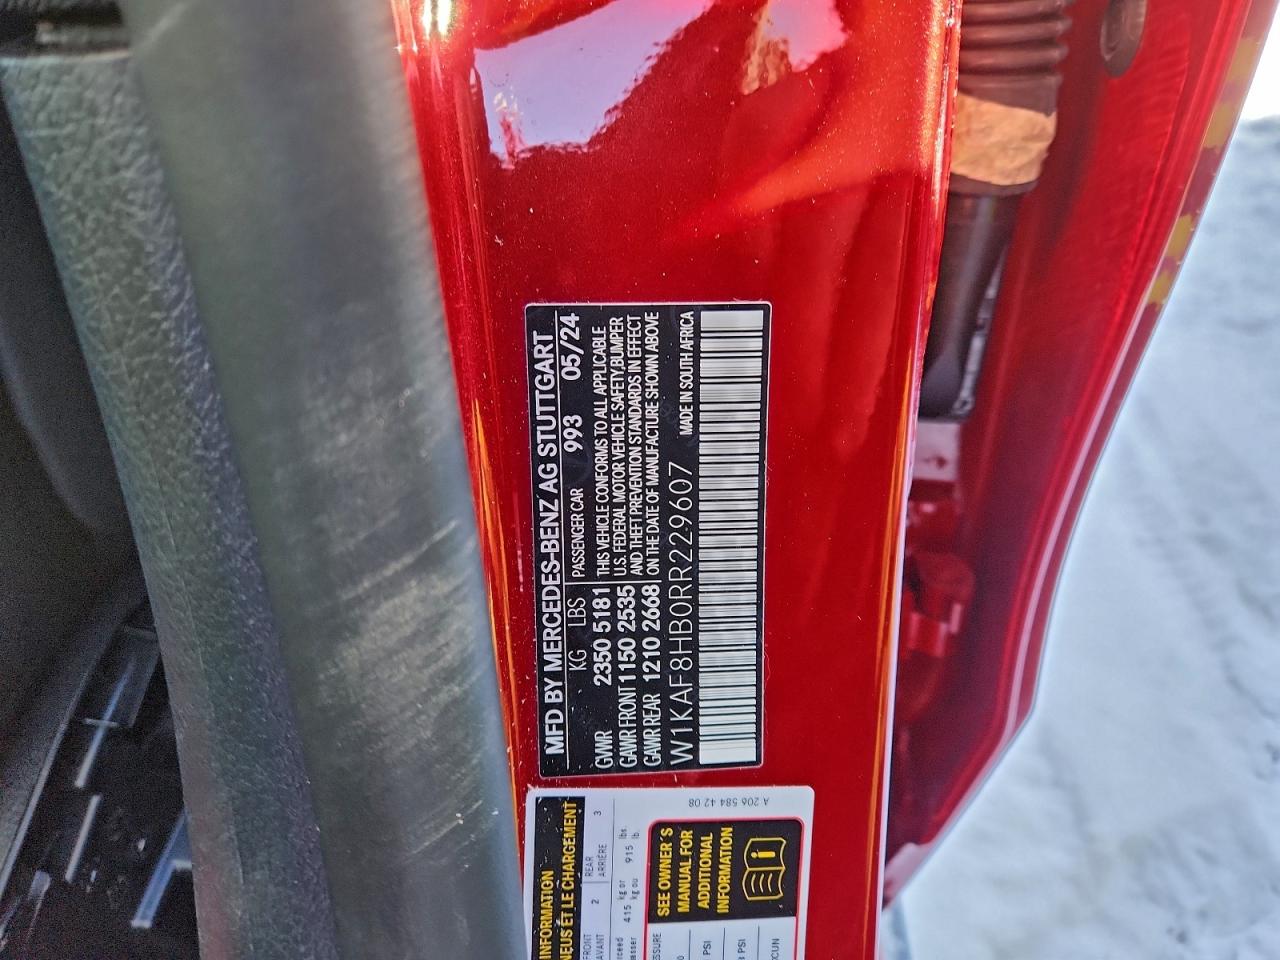 MFD BY MERCEDES-BENZ AG STUTTGART
KG LBS PASSENGER CAR 993 05/24
GVWR 2350 5181
GAWR FRONT 1150 2535
GAWR REAR 1210 2668
THIS VEHICLE CONFORMS TO ALL APPLICABLE
U.S. FEDERAL MOTOR VEHICLE SAFETY,BUMPER
AND THEFT PREVENTION STANDARDS IN EFFECT
ON THE DATE OF MANUFACTURE SHOWN ABOVE
W1KAF8HB0RR229607 MADE IN SOUTH AFRICA
INFORMATION
NEUS ET LE CHARGEMENT
FRONT 2 REAR 3
AVANT ARRIÈRE
415 kg or 915 lbs.
kg ou lb.
SEE OWNER'S
MANUAL FOR
ADDITIONAL
INFORMATION
PSI
PSI
A 206 584 42 08